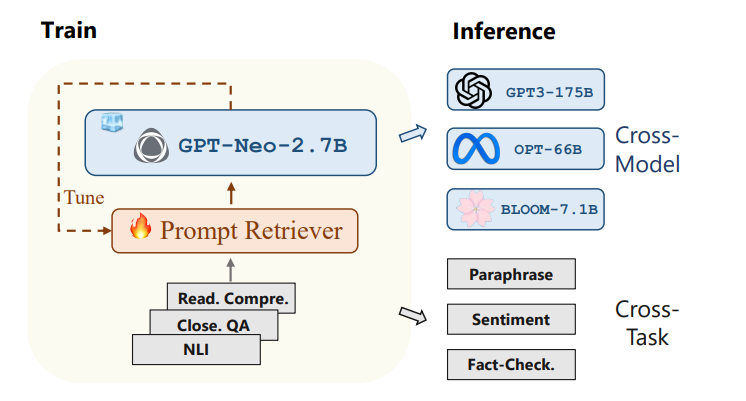 Train
GPT-Neo-2.7B
Tune
Prompt Retriever
Read. Compre.
Close. QA
NLI
Inference
GPT3-175B
OPT-66B
BLOOM-7.1B
Cross-
Model
Paraphrase
Sentiment
Fact-Check.
Cross-
Task